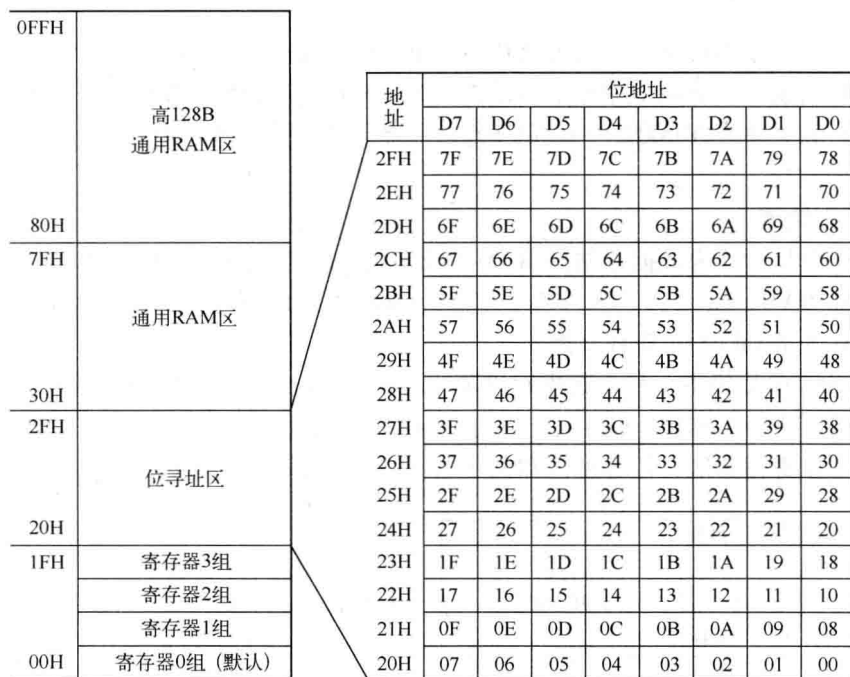 0FFH
高128B
通用RAM区
80H
7FH
通用RAM区
30H
2FH
位寻址区
20H
1FH 寄存器3组
寄存器2组
寄存器1组
00H 寄存器0组（默认）
地址 位地址
D7 D6 D5 D4 D3 D2 D1 D0
2FH 7F 7E 7D 7C 7B 7A 79 78
2EH 77 76 75 74 73 72 71 70
2DH 6F 6E 6D 6C 6B 6A 69 68
2CH 67 66 65 64 63 62 61 60
2BH 5F 5E 5D 5C 5B 5A 59 58
2AH 57 56 55 54 53 52 51 50
29H 4F 4E 4D 4C 4B 4A 49 48
28H 47 46 45 44 43 42 41 40
27H 3F 3E 3D 3C 3B 3A 39 38
26H 37 36 35 34 33 32 31 30
25H 2F 2E 2D 2C 2B 2A 29 28
24H 27 26 25 24 23 22 21 20
23H 1F 1E 1D 1C 1B 1A 19 18
22H 17 16 15 14 13 12 11 10
21H 0F 0E 0D 0C 0B 0A 09 08
20H 07 06 05 04 03 02 01 00